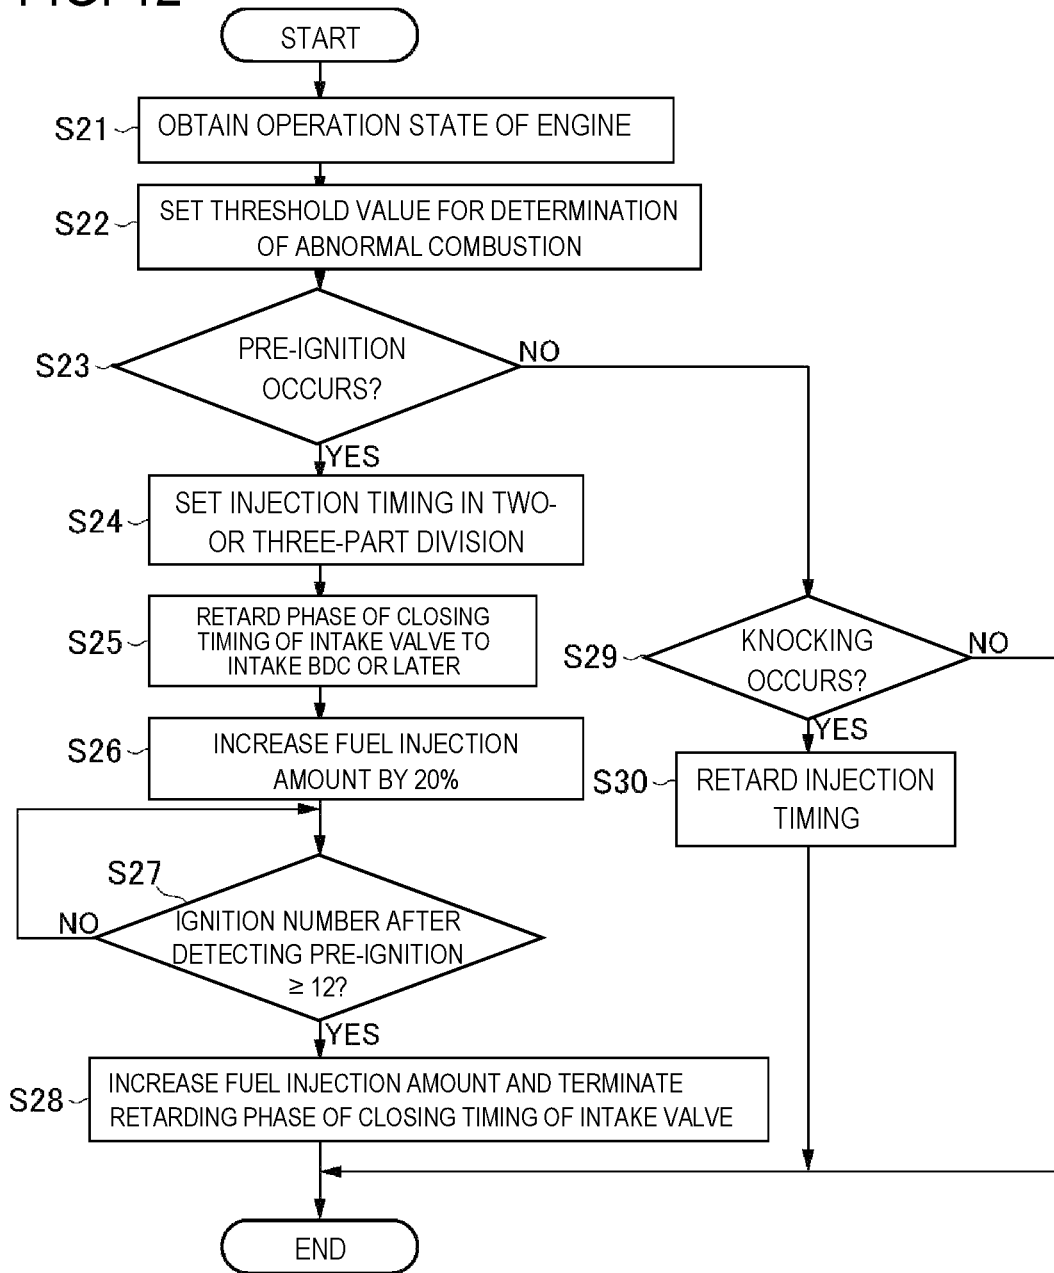 START
S21
OBTAIN OPERATION STATE OF ENGINE
S22
SET THRESHOLD VALUE FOR DETERMINATION
OF ABNORMAL COMBUSTION
S23
PRE-IGNITION
OCCURS?
NO
YES
S24
SET INJECTION TIMING IN TWO-
OR THREE-PART DIVISION
S25
RETARD PHASE OF CLOSING
TIMING OF INTAKE VALVE TO
INTAKE BDC OR LATER
S29
KNOCKING
OCCURS?
NO
YES
S26
INCREASE FUEL INJECTION
AMOUNT BY 20%
S30
RETARD INJECTION
TIMING
S27
NO
IGNITION NUMBER AFTER
DETECTING PRE-IGNITION
≥ 12?
YES
S28
INCREASE FUEL INJECTION AMOUNT AND TERMINATE
RETARDING PHASE OF CLOSING TIMING OF INTAKE VALVE
END